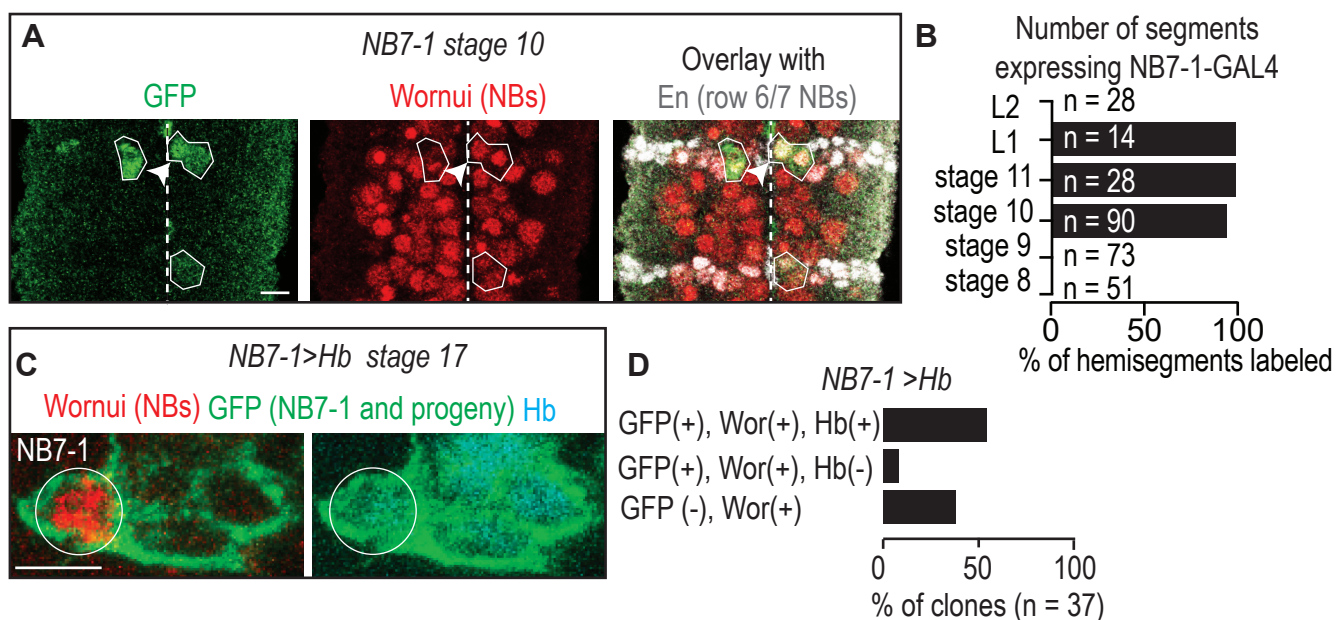 A
NB7-1 stage 10
GFP
Wornui (NBs)
Overlay with
En (row 6/7 NBs)
B
Number of segments
expressing NB7-1-GAL4
L2
n = 28
L1
n = 14
stage 11
n = 28
stage 10
n = 90
stage 9
n = 73
stage 8
n = 51
0
50
100
% of hemisegments labeled
C
NB7-1>Hb stage 17
Wornui (NBs) GFP (NB7-1 and progeny) Hb
NB7-1
D
NB7-1 >Hb
GFP(+), Wor(+), Hb(+)
GFP(+), Wor(+), Hb(-)
GFP (-), Wor(+)
0
50
100
% of clones (n = 37)